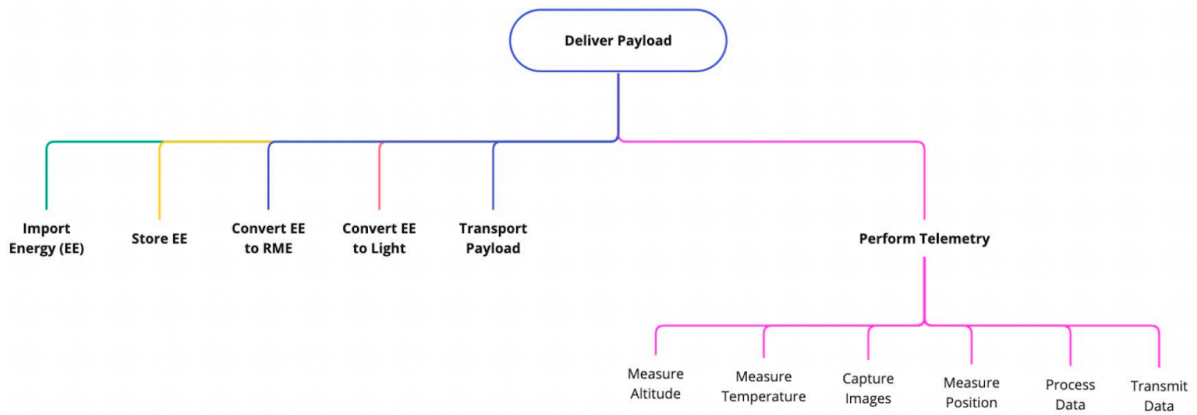 Deliver Payload
Import
Energy (EE)
Store EE
Convert EE
to RME
Convert EE
to Light
Transport
Payload
Perform Telemetry
Measure
Altitude
Measure
Temperature
Capture
Images
Measure
Position
Process
Data
Transmit
Data